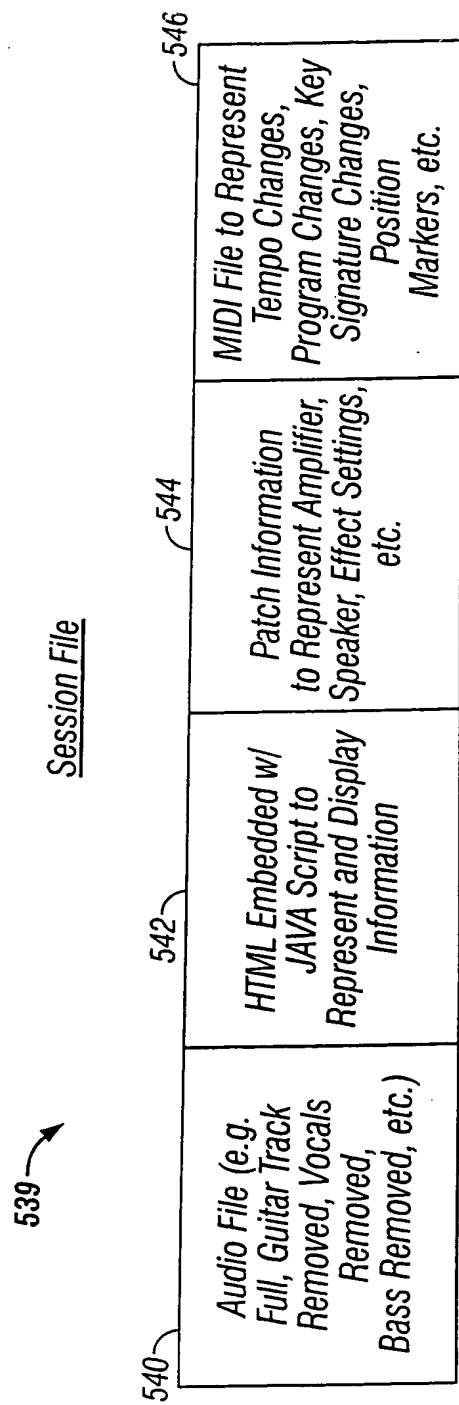 Session File
539
540
Audio File (e.g.
Full, Guitar Track
Removed, Vocals
Removed,
Bass Removed, etc.)
542
HTML Embedded w/
JAVA Script to
Represent and Display
Information
544
Patch Information
to Represent Amplifier,
Speaker, Effect Settings,
etc.
546
MIDI File to Represent
Tempo Changes,
Program Changes, Key
Signature Changes,
Position
Markers, etc.